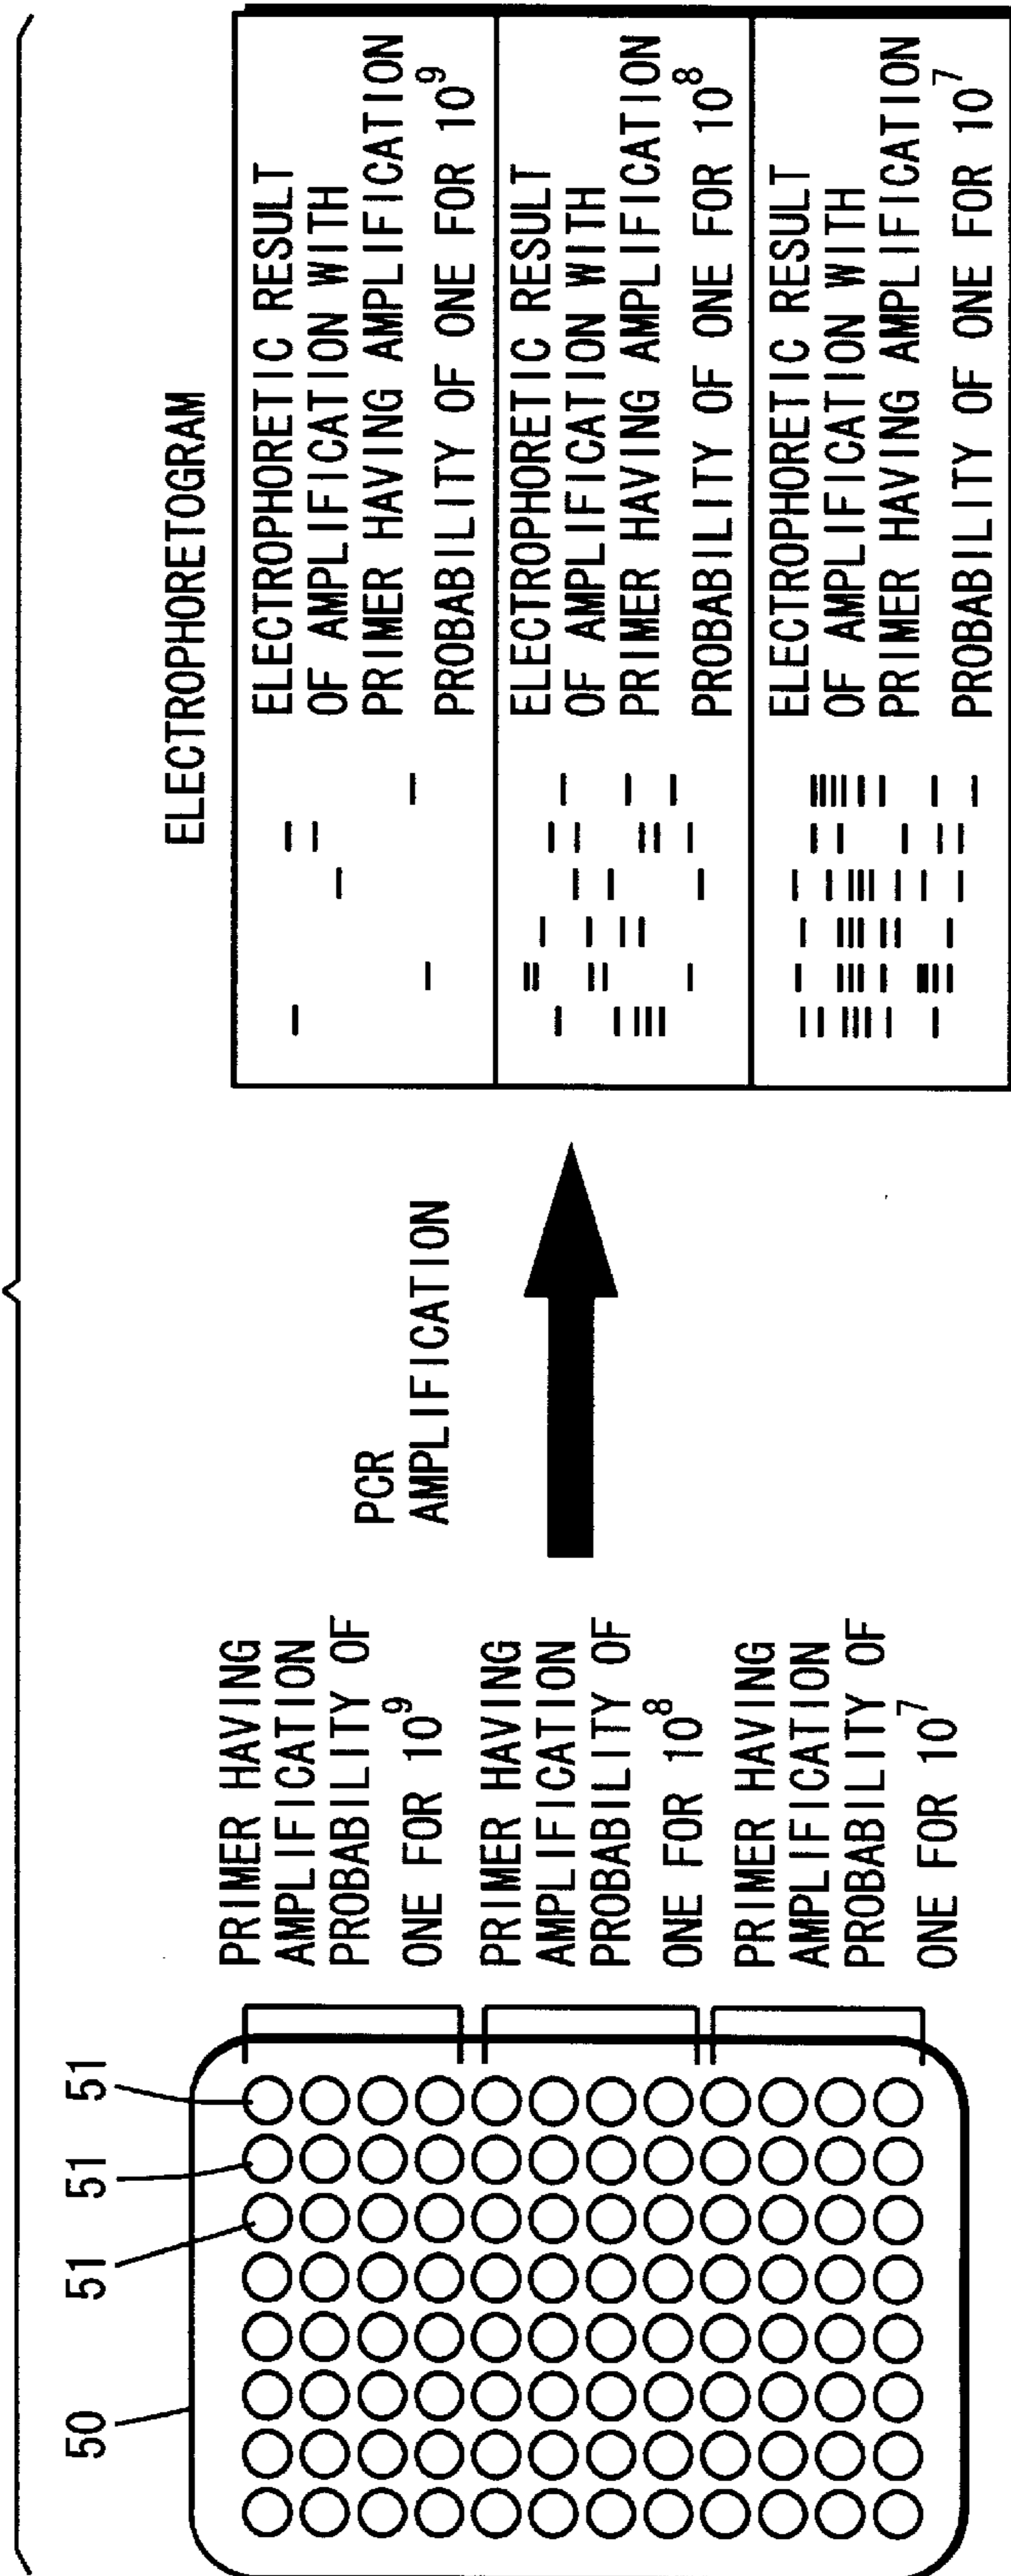 50
51
51
51
PRIMER HAVING
AMPLIFICATION
PROBABILITY OF
ONE FOR 10⁹
PRIMER HAVING
AMPLIFICATION
PROBABILITY OF
ONE FOR 10⁸
PRIMER HAVING
AMPLIFICATION
PROBABILITY OF
ONE FOR 10⁷
PCR
AMPLIFICATION
ELECTROPHORETOGRAM
ELECTROPHORETIC RESULT
OF AMPLIFICATION WITH
PRIMER HAVING AMPLIFICATION
PROBABILITY OF ONE FOR 10⁹
ELECTROPHORETIC RESULT
OF AMPLIFICATION WITH
PRIMER HAVING AMPLIFICATION
PROBABILITY OF ONE FOR 10⁸
ELECTROPHORETIC RESULT
OF AMPLIFICATION WITH
PRIMER HAVING AMPLIFICATION
PROBABILITY OF ONE FOR 10⁷